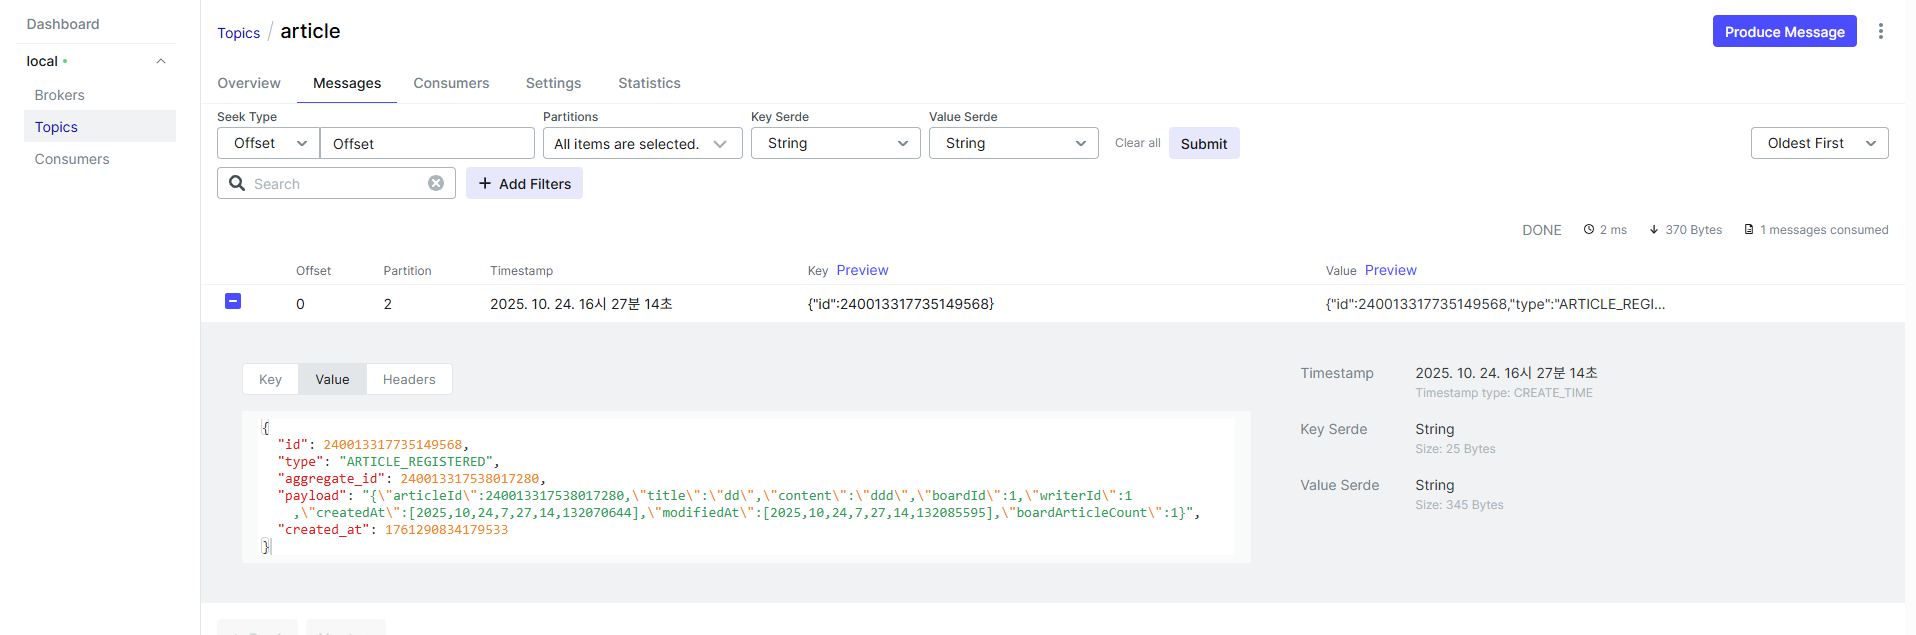 Dashboard
local
Brokers
Topics
Consumers
Topics / article
Produce Message
Overview Messages Consumers Settings Statistics
Seek Type Partitions Key Serde Value Serde
Offset Offset All items are selected. String String Clear all Submit Oldest First
Search + Add Filters
DONE 2 ms 370 Bytes 1 messages consumed
Offset Partition Timestamp Key Preview Value Preview
0 2 2025. 10. 24. 16시 27분 14초 {"id":240013317735149568} {"id":240013317735149568,"type":"ARTICLE_REGI...
Key Value Headers
{
"id": 240013317735149568,
"type": "ARTICLE_REGISTERED",
"aggregate_id": 240013317538017280,
"payload": "{\"articleId\":240013317538017280,\"title\":\"dd\",\"content\":\"ddd\",\"boardId\":1,\"writerId\":1
,\"createdAt\":[2025,10,24,7,27,14,132070644],\"modifiedAt\":[2025,10,24,7,27,14,132085595],\"boardArticleCount\":1}",
"created_at": 1761290834179533
}
Timestamp 2025. 10. 24. 16시 27분 14초
Timestamp type: CREATE_TIME
Key Serde String
Size: 25 Bytes
Value Serde String
Size: 345 Bytes